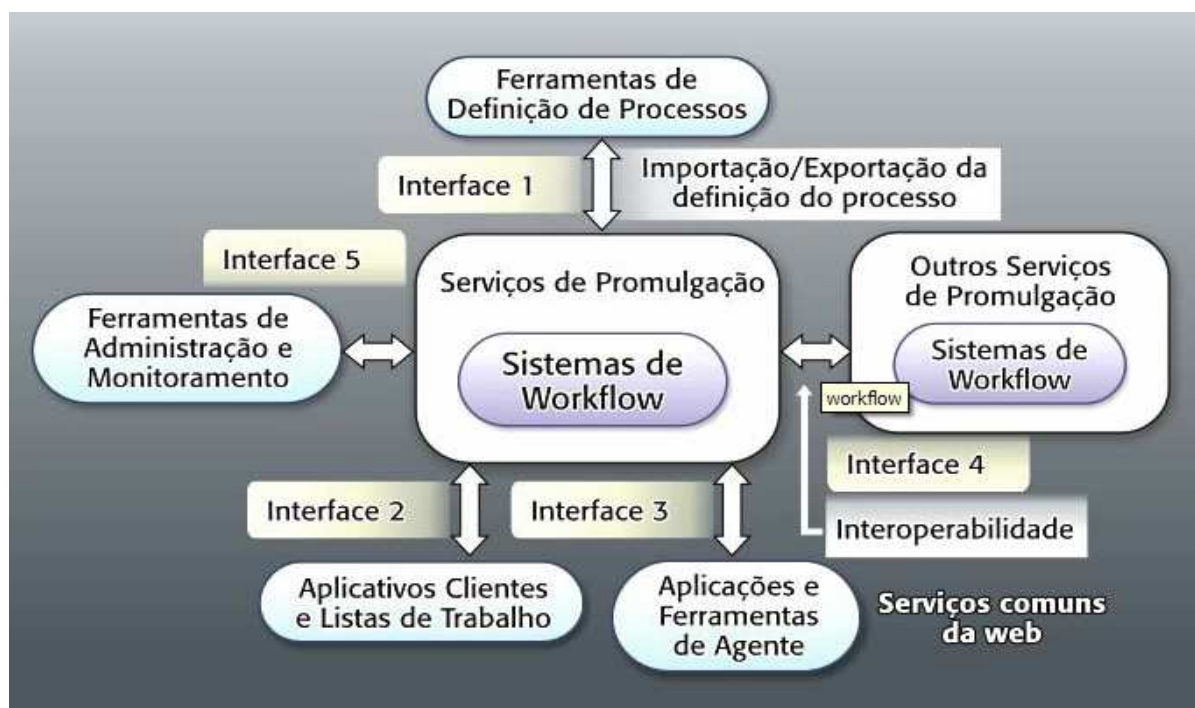 Ferramentas de
Definição de Processos
Interface 1
Importação/Exportação da
definição do processo
Interface 5
Serviços de Promulgação
Sistemas de
Workflow
Outros Serviços
de Promulgação
Sistemas de
Workflow
Ferramentas de
Administração e
Monitoramento
workflow
Interface 4
Interface 2
Interface 3
Interoperabilidade
Aplicativos Clientes
e Listas de Trabalho
Aplicações e
Ferramentas
de Agente
Serviços comuns
da web